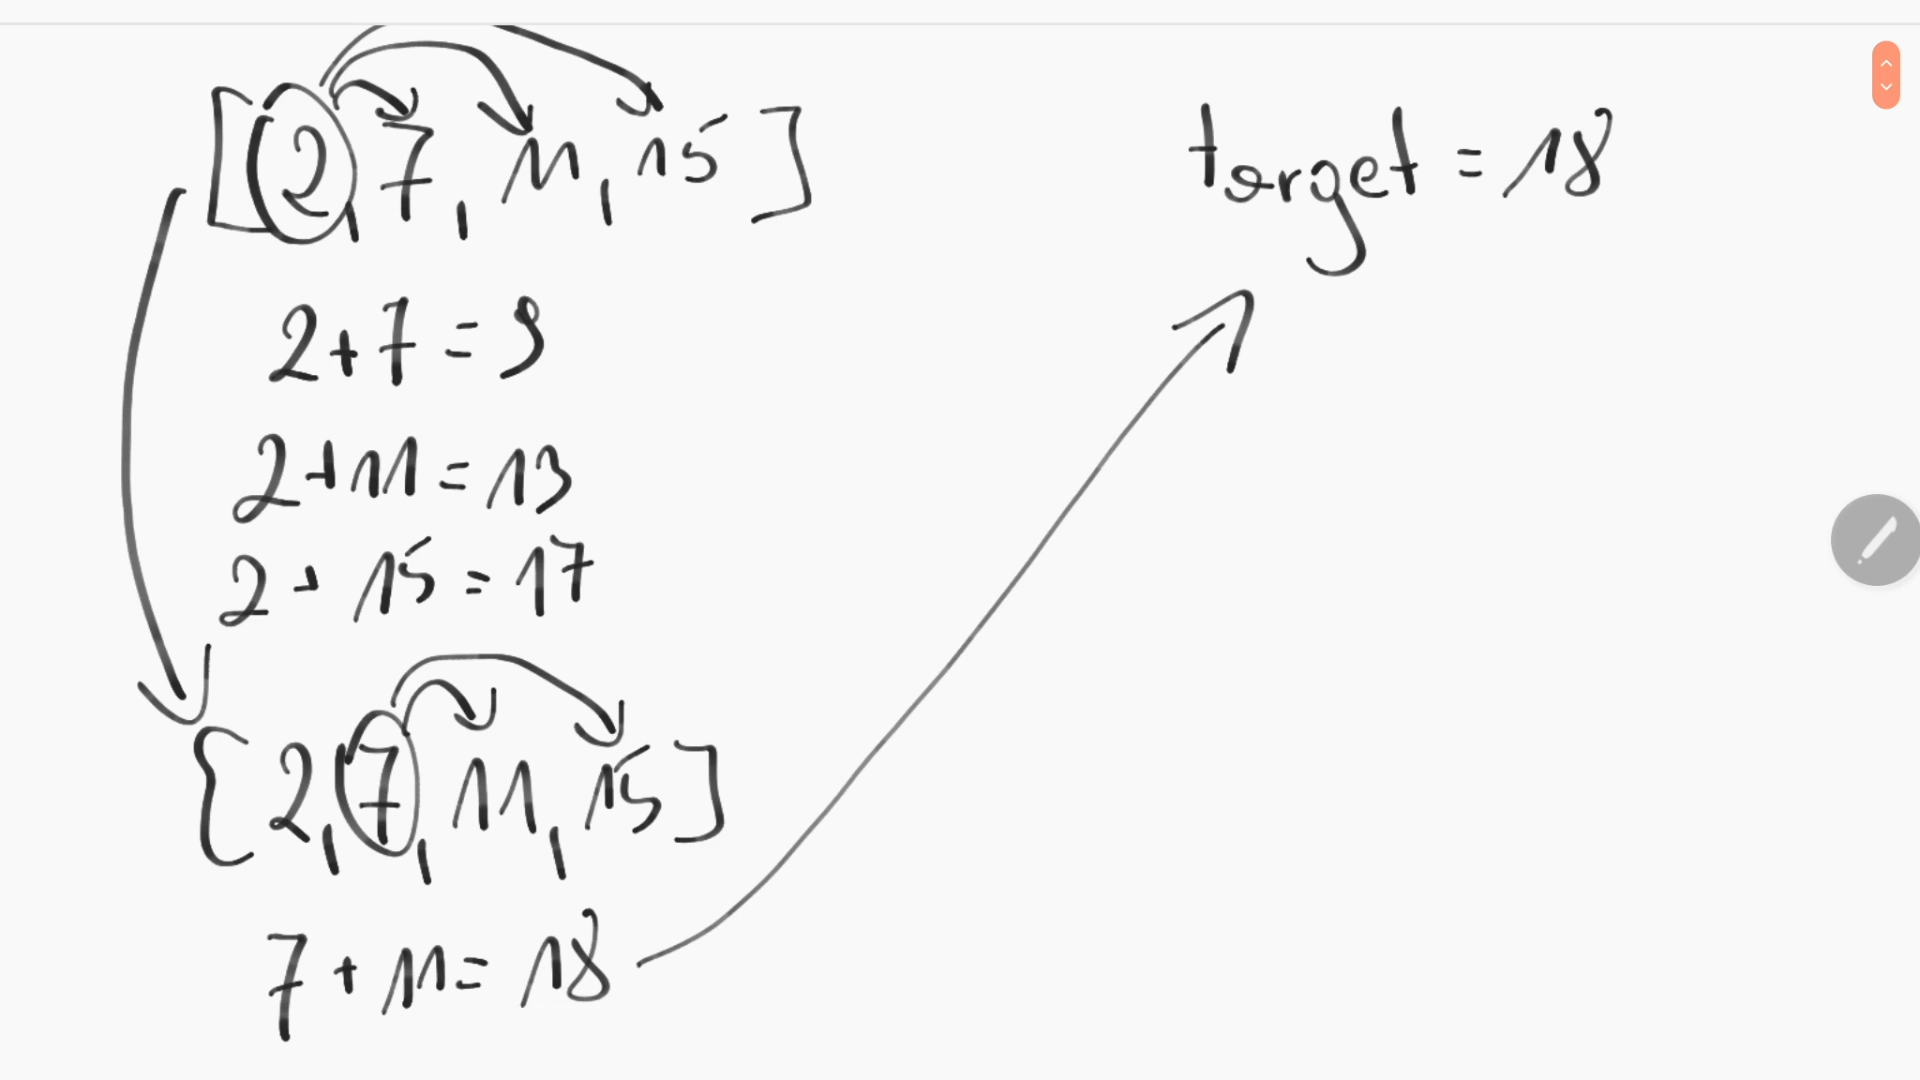 [2, 7, 11, 15]
target = 18
2+7 = 9
2+11 = 13
2+15 = 17
[2, 7, 11, 15]
7+11 = 18